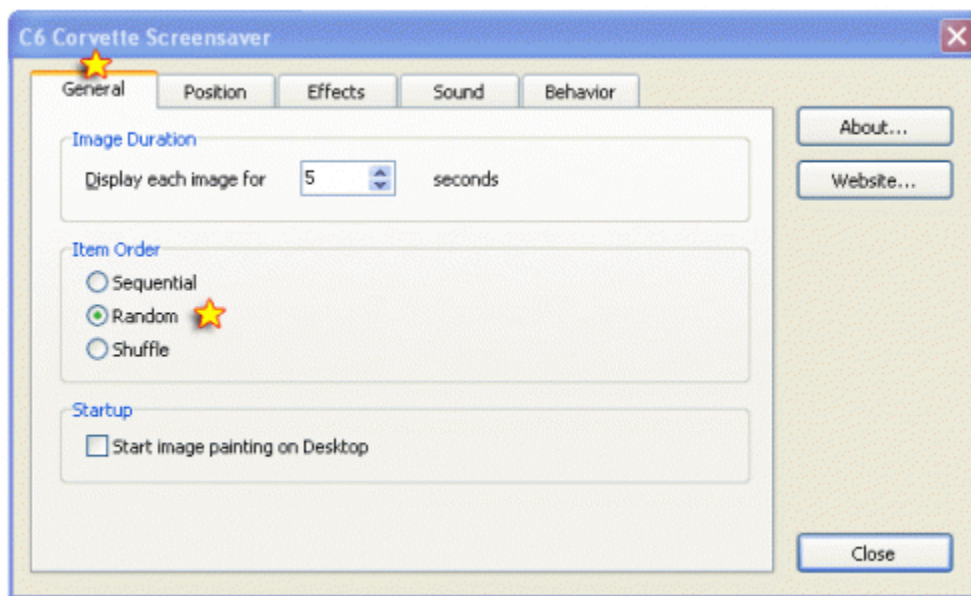 C6 Corvette Screensaver
General Position Effects Sound Behavior
Image Duration
Display each image for 5 seconds
Item Order
Sequential
Random
Shuffle
Startup
Start image painting on Desktop
About...
Website...
Close